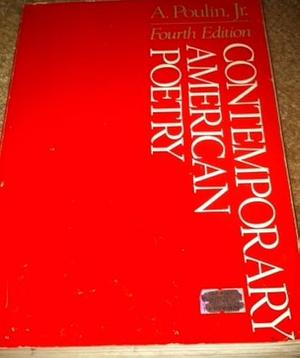 A. Poulin, Jr.
Fourth Edition
CONTEMPORARY
AMERICAN
POETRY